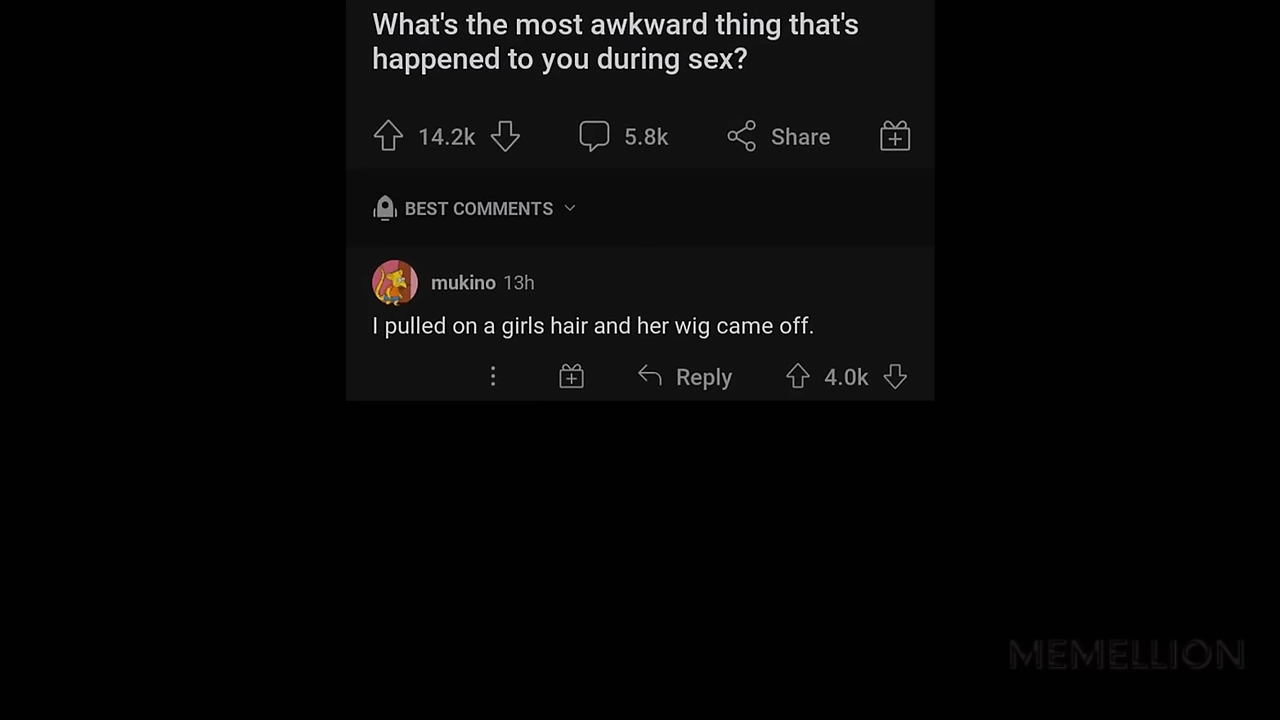 What's the most awkward thing that's
happened to you during sex?
14.2k
5.8k
Share
BEST COMMENTS
mukino 13h
I pulled on a girls hair and her wig came off.
Reply
4.0k
MEMELLION